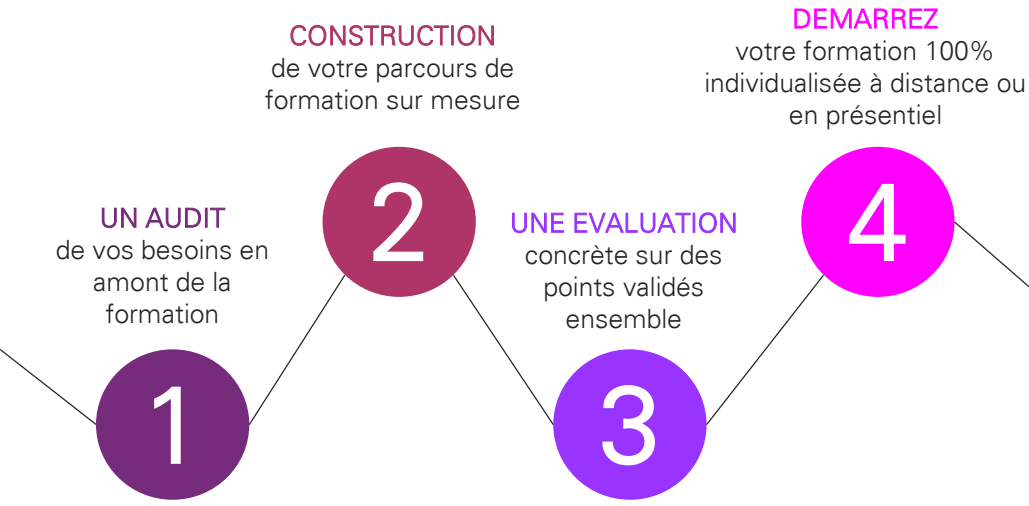 UN AUDIT
de vos besoins en
amont de la
formation
1
CONSTRUCTION
de votre parcours de
formation sur mesure
2
UNE EVALUATION
concrète sur des
points validés
ensemble
3
DEMARREZ
votre formation 100%
individualisée à distance ou
en présentiel
4